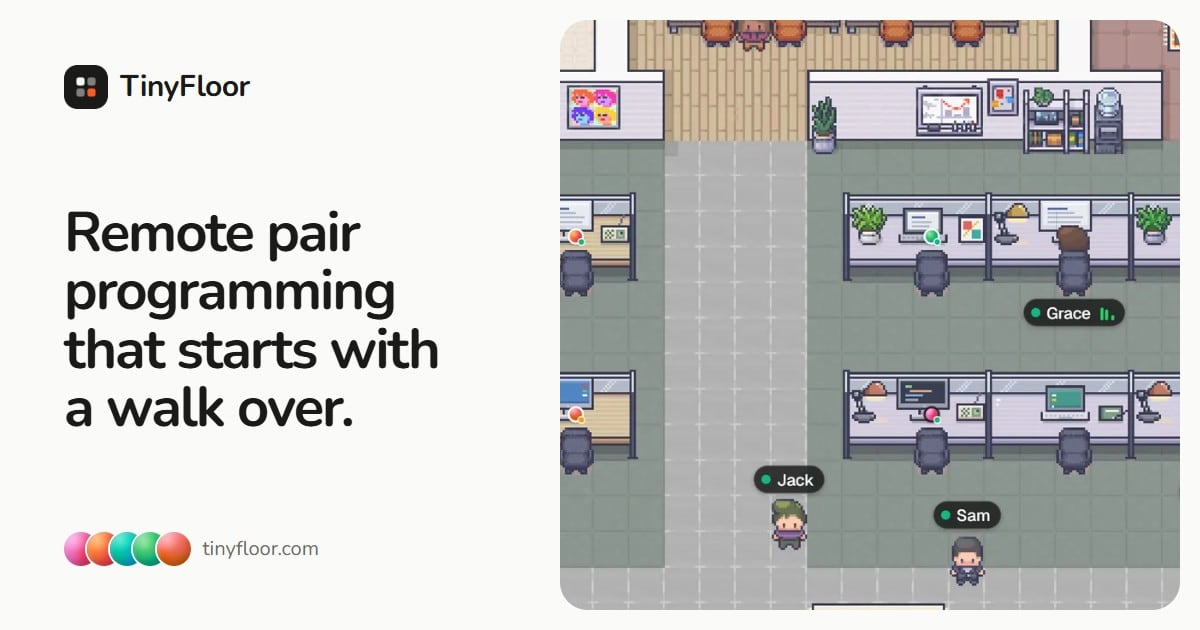 TinyFloor
Remote pair
programming
that starts with
a walk over.
tinyfloor.com
Grace
Jack
Sam